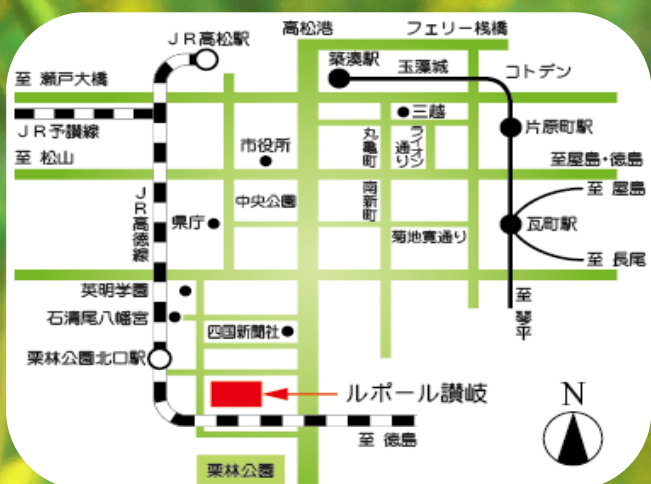 高松港
フェリー桟橋
JR高松駅
築湊駅
玉藻城
コトデン
至 瀬戸大橋
三越
片原町駅
JR予讃線
市役所
丸亀町
ライオン通り
至 松山
至屋島・徳島
JR高徳線
中央公園
南新町
至 屋島
県庁
菊池寛通り
瓦町駅
至 長尾
英明学園
至 琴平
石清尾八幡宮
四国新聞社
栗林公園北口駅
ルポール讃岐
N
至 徳島
栗林公園